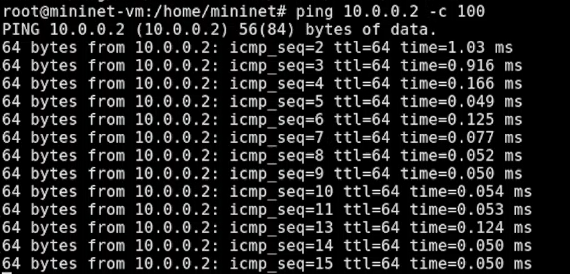 root@mininet-vm:/home/mininet# ping 10.0.0.2 -c 100
PING 10.0.0.2 (10.0.0.2) 56(84) bytes of data.
64 bytes from 10.0.0.2: icmp_seq=2 ttl=64 time=1.03 ms
64 bytes from 10.0.0.2: icmp_seq=3 ttl=64 time=0.916 ms
64 bytes from 10.0.0.2: icmp_seq=4 ttl=64 time=0.166 ms
64 bytes from 10.0.0.2: icmp_seq=5 ttl=64 time=0.049 ms
64 bytes from 10.0.0.2: icmp_seq=6 ttl=64 time=0.125 ms
64 bytes from 10.0.0.2: icmp_seq=7 ttl=64 time=0.077 ms
64 bytes from 10.0.0.2: icmp_seq=8 ttl=64 time=0.052 ms
64 bytes from 10.0.0.2: icmp_seq=9 ttl=64 time=0.050 ms
64 bytes from 10.0.0.2: icmp_seq=10 ttl=64 time=0.054 ms
64 bytes from 10.0.0.2: icmp_seq=11 ttl=64 time=0.053 ms
64 bytes from 10.0.0.2: icmp_seq=13 ttl=64 time=0.124 ms
64 bytes from 10.0.0.2: icmp_seq=14 ttl=64 time=0.050 ms
64 bytes from 10.0.0.2: icmp_seq=15 ttl=64 time=0.050 ms